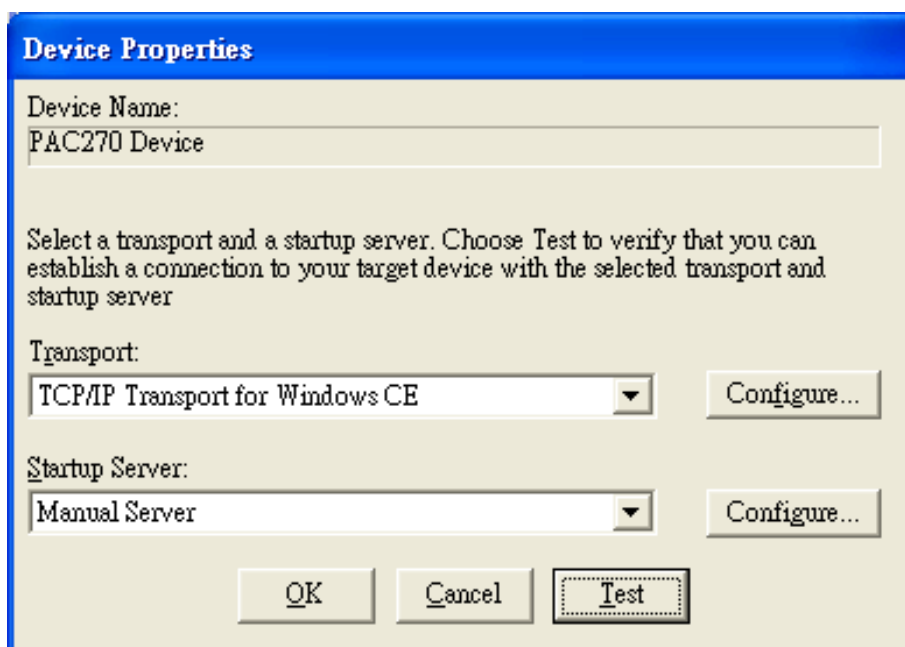 Device Properties
Device Name:
PAC270 Device
Select a transport and a startup server. Choose Test to verify that you can
establish a connection to your target device with the selected transport and
startup server
Transport:
TCP/IP Transport for Windows CE
Configure...
Startup Server:
Manual Server
Configure...
OK
Cancel
Test